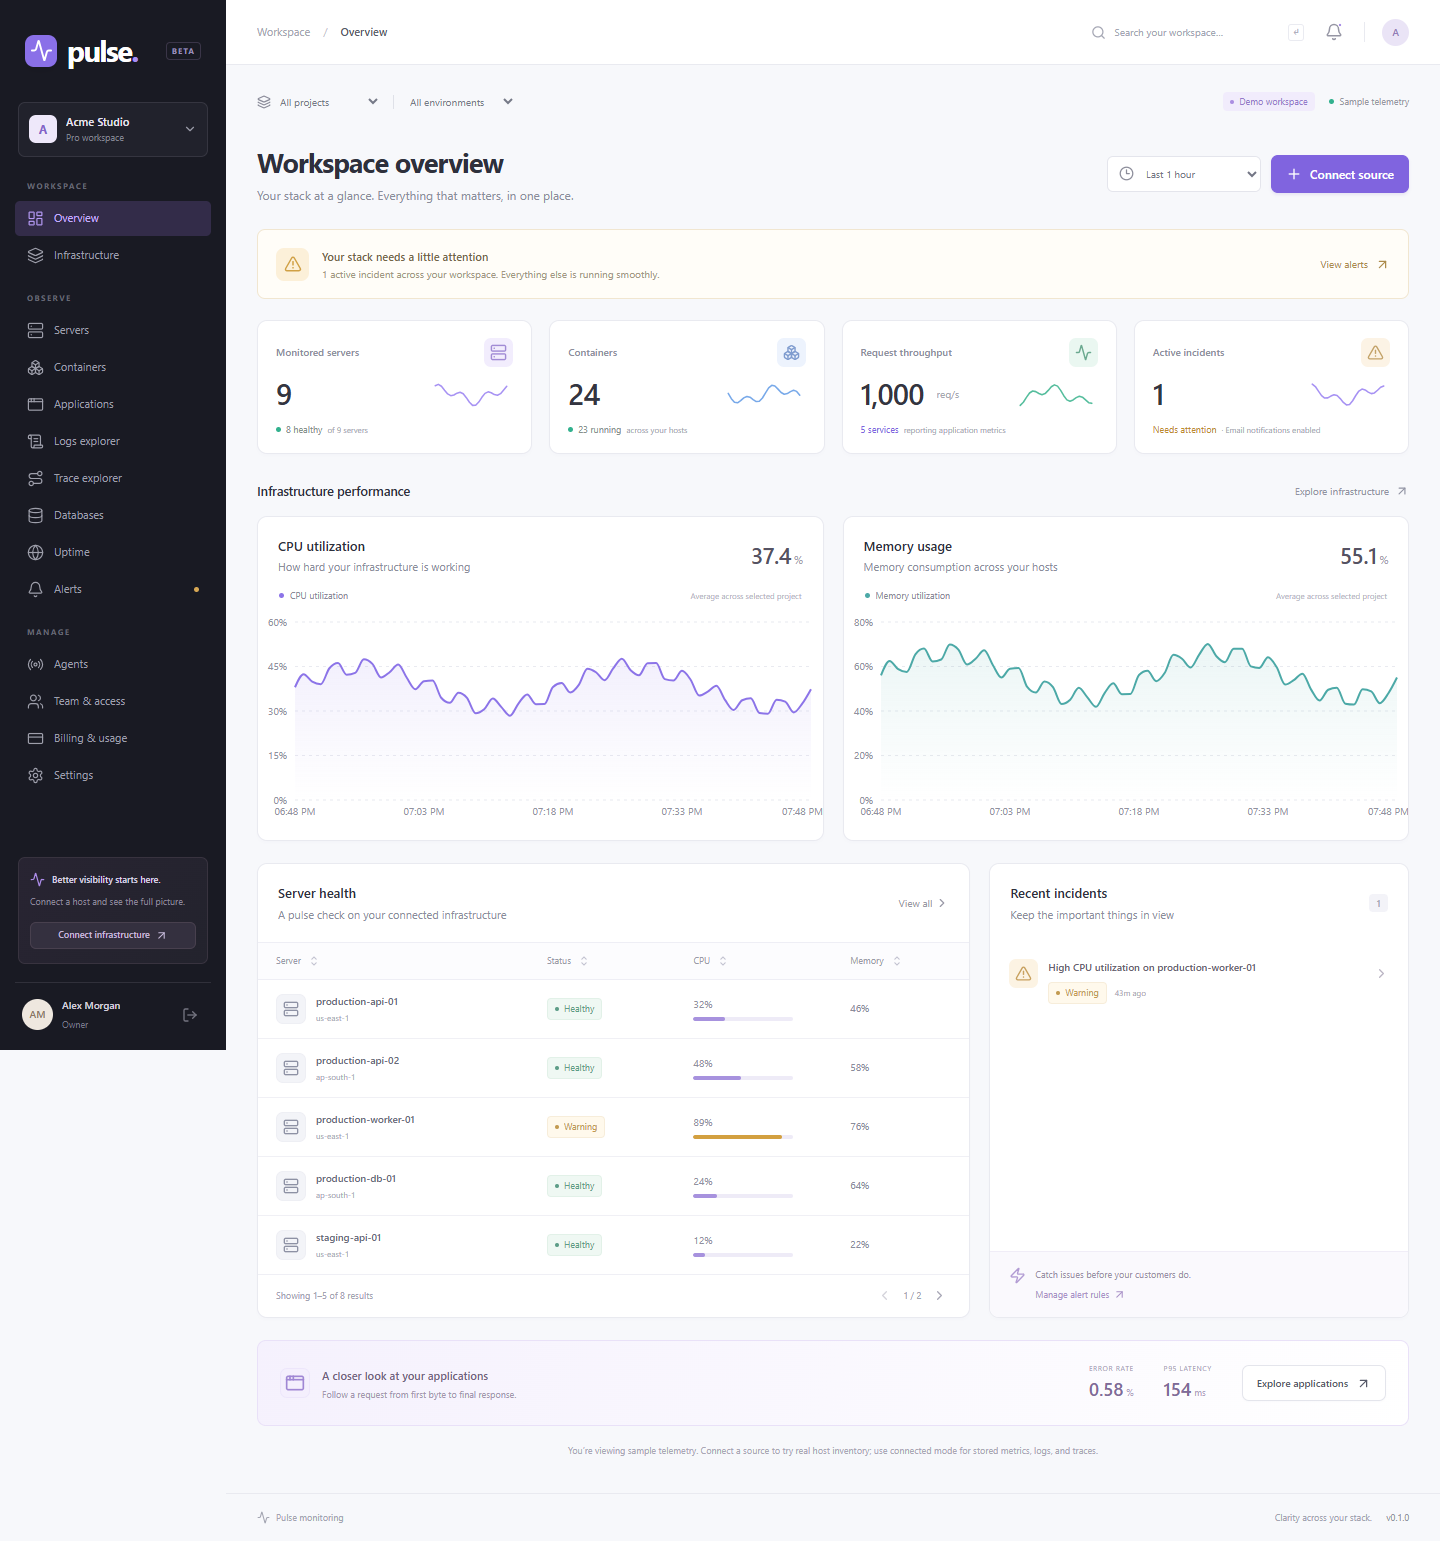 pulse.
BETA
A
Acme Studio
Pro workspace
WORKSPACE
Overview
Infrastructure
OBSERVE
Servers
Containers
Applications
Logs explorer
Trace explorer
Databases
Uptime
Alerts
MANAGE
Agents
Team & access
Billing & usage
Settings
Better visibility starts here.
Connect a host and see the full picture.
Connect infrastructure
AM
Alex Morgan
Owner
Workspace / Overview
Search your workspace...
A
All projects
All environments
Demo workspace
Sample telemetry
Workspace overview
Your stack at a glance. Everything that matters, in one place.
Last 1 hour
Connect source
Your stack needs a little attention
1 active incident across your workspace. Everything else is running smoothly.
View alerts
Monitored servers
9
8 healthy of 9 servers
Containers
24
23 running across your hosts
Request throughput
1,000 req/s
5 services reporting application metrics
Active incidents
1
Needs attention · Email notifications enabled
Infrastructure performance
Explore infrastructure
CPU utilization
How hard your infrastructure is working
37.4%
CPU utilization
Average across selected project
60%
45%
30%
15%
0%
06:48 PM 07:03 PM 07:18 PM 07:33 PM 07:48 PM
Memory usage
Memory consumption across your hosts
55.1%
Memory utilization
Average across selected project
80%
60%
40%
20%
0%
06:48 PM 07:03 PM 07:18 PM 07:33 PM 07:48 PM
Server health
A pulse check on your connected infrastructure
View all
Server Status CPU Memory
production-api-01
us-east-1
Healthy
32%
46%
production-api-02
ap-south-1
Healthy
48%
58%
production-worker-01
us-east-1
Warning
89%
76%
production-db-01
ap-south-1
Healthy
24%
64%
staging-api-01
us-east-1
Healthy
12%
22%
Showing 1–5 of 8 results
1 / 2
Recent incidents
Keep the important things in view
1
High CPU utilization on production-worker-01
Warning
43m ago
Catch issues before your customers do.
Manage alert rules
A closer look at your applications
Follow a request from first byte to final response.
ERROR RATE
0.58 %
P95 LATENCY
154 ms
Explore applications
You're viewing sample telemetry. Connect a source to try real host inventory; use connected mode for stored metrics, logs, and traces.
Pulse monitoring
Clarity across your stack.
v0.1.0